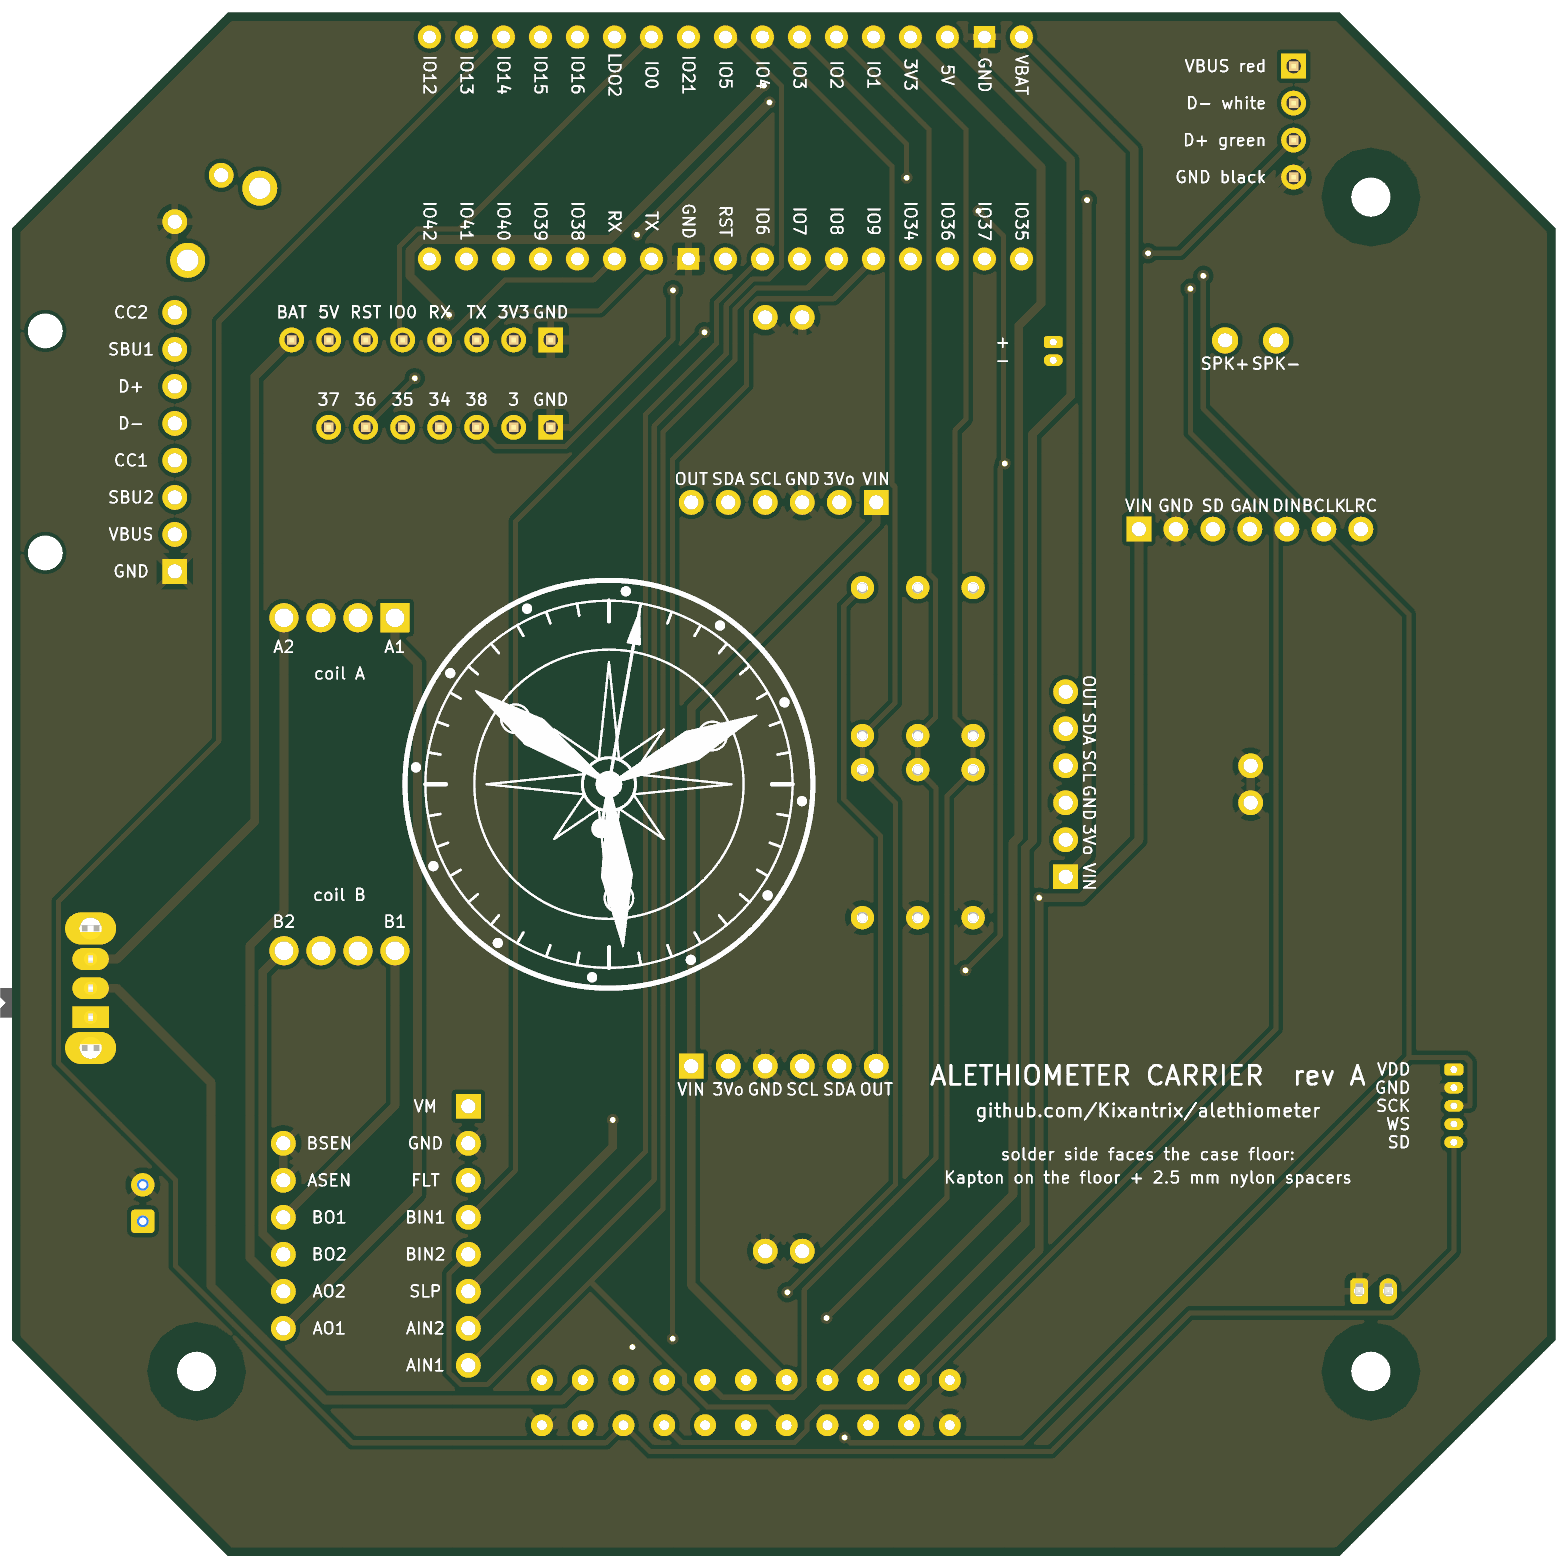 IO12 IO13 IO14 IO15 IO16 LDO2 IO0 IO21 IO5 IO4 IO3 IO2 IO1 3V3 5V GND VBAT
VBUS red
D- white
D+ green
GND black
IO42 IO41 IO40 IO39 IO38 RX TX GND RST IO6 IO7 IO8 IO9 IO34 IO36 IO37 IO35
BAT 5V RST IO0 RX TX 3V3 GND
37 36 35 34 38 3 GND
CC2
SBU1
D+
D-
CC1
SBU2
VBUS
GND
+
-
SPK+ SPK-
OUT SDA SCL GND 3Vo VIN
VIN GND SD GAIN DIN BCLK LRC
A2 A1
coil A
OUT SDA SCL GND 3Vo VIN
coil B
B2 B1
VIN 3Vo GND SCL SDA OUT
ALETHIOMETER CARRIER rev A
github.com/Kixantrix/alethiometer
solder side faces the case floor:
Kapton on the floor + 2.5 mm nylon spacers
VDD
GND
SCK
WS
SD
VM
BSEN GND
ASEN FLT
BO1 BIN1
BO2 BIN2
AO2 SLP
AO1 AIN2
AIN1